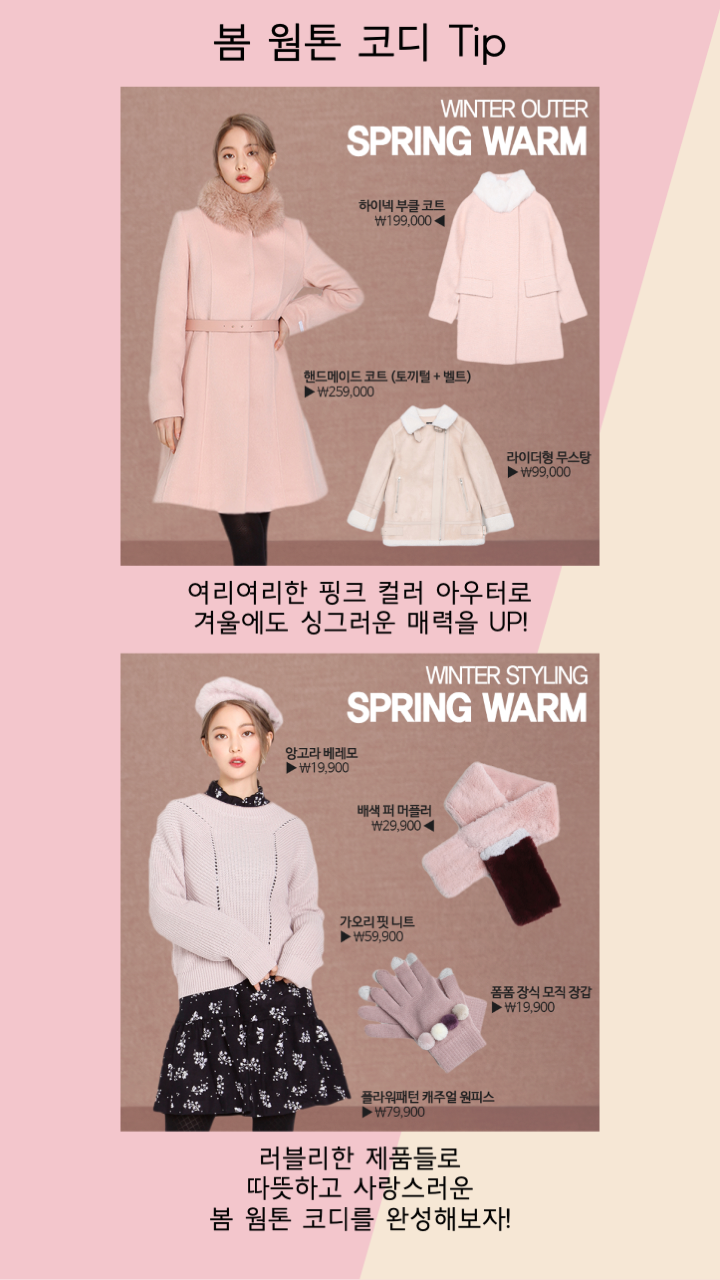 봄 웜톤 코디 Tip
WINTER OUTER
SPRING WARM
하이넥 부클 코트
₩199,000 ◀
핸드메이드 코트 (토끼털 + 벨트)
▶ ₩259,000
라이더형 무스탕
▶ ₩99,000
여리여리한 핑크 컬러 아우터로
겨울에도 싱그러운 매력을 UP!
WINTER STYLING
SPRING WARM
앙고라 베레모
▶ ₩19,900
배색 퍼 머플러
₩29,900 ◀
가오리 핏 니트
▶ ₩59,900
폼폼 장식 모직 장갑
▶ ₩19,900
플라워패턴 캐주얼 원피스
▶ ₩79,900
러블리한 제품들로
따뜻하고 사랑스러운
봄 웜톤 코디를 완성해보자!